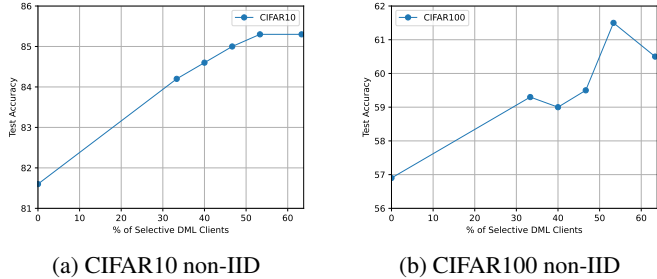 CIFAR10
86
85
84
83
82
81
Test Accuracy
0 10 20 30 40 50 60
% of Selective DML Clients
(a) CIFAR10 non-IID
CIFAR100
62
61
60
59
58
57
56
Test Accuracy
0 10 20 30 40 50 60
% of Selective DML Clients
(b) CIFAR100 non-IID